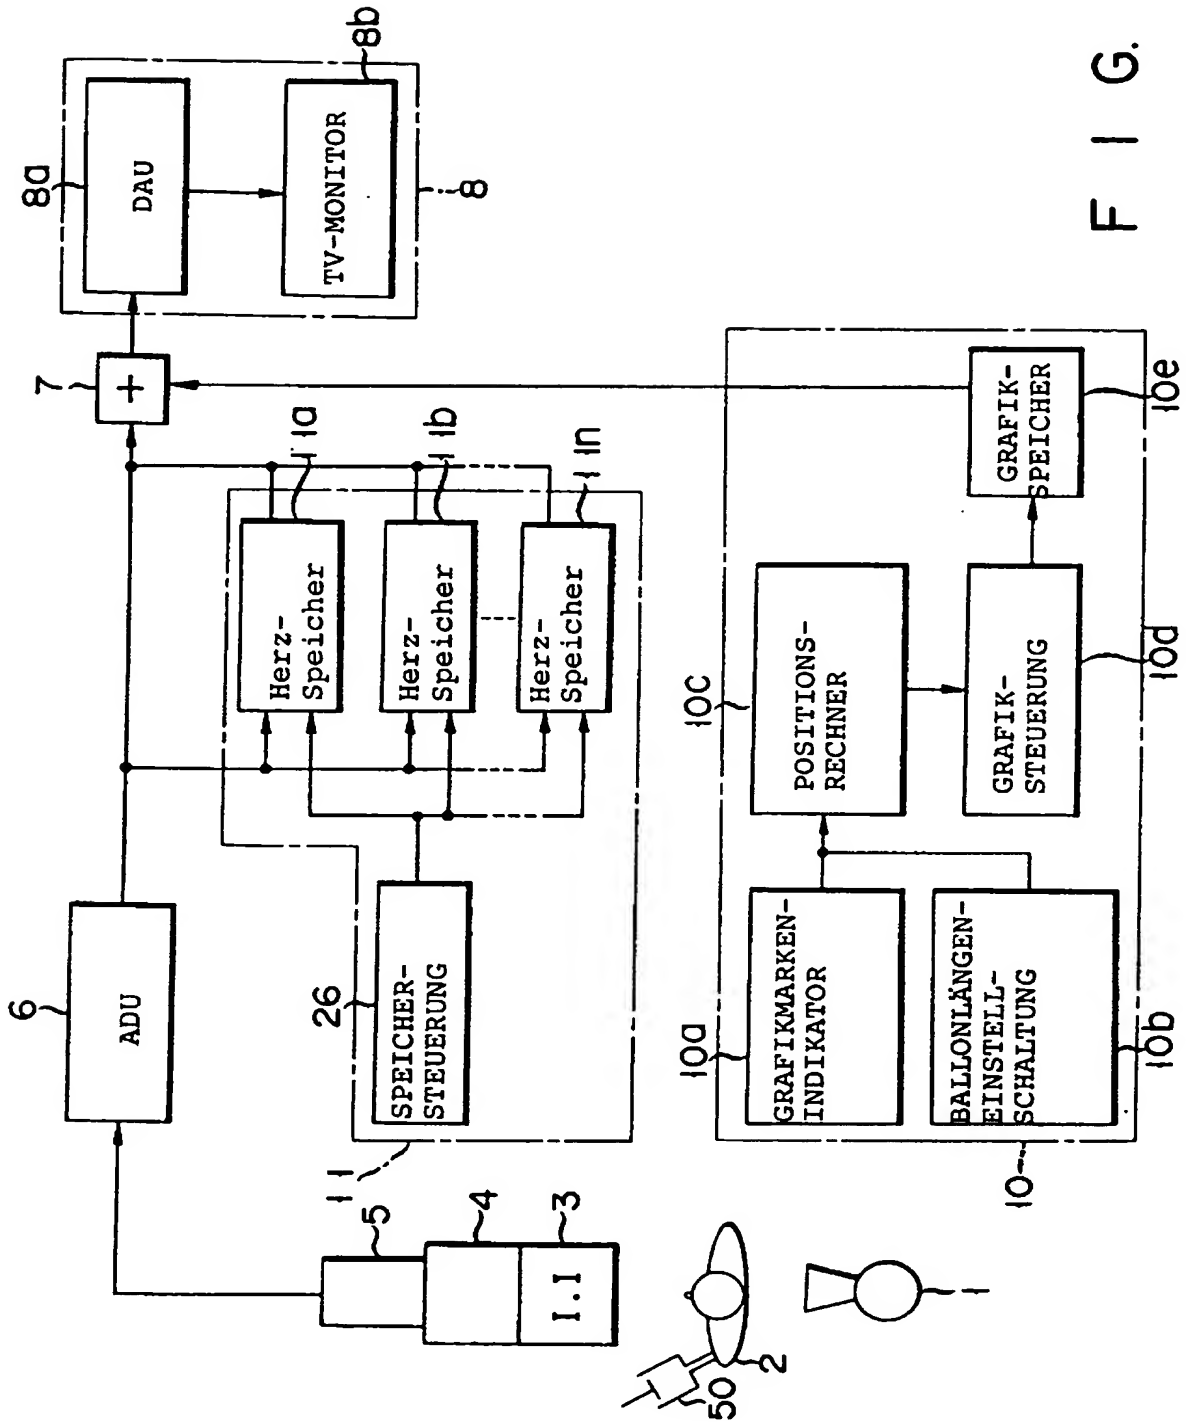 8a
DAU
TV-MONITOR
8b
8
7
+
6
ADU
26
SPEICHER-
STEUERUNG
Herz-
Speicher
11a
Herz-
Speicher
11b
Herz-
Speicher
11n
11
5
4
3
I.I
2
50
1
10a
GRAFIKMARKEN-
INDIKATOR
BALLONLÄNGEN-
EINSTELL-
SCHALTUNG
10b
10
10c
POSITIONS-
RECHNER
GRAFIK-
STEUERUNG
10d
GRAFIK-
SPEICHER
10e
FIG.